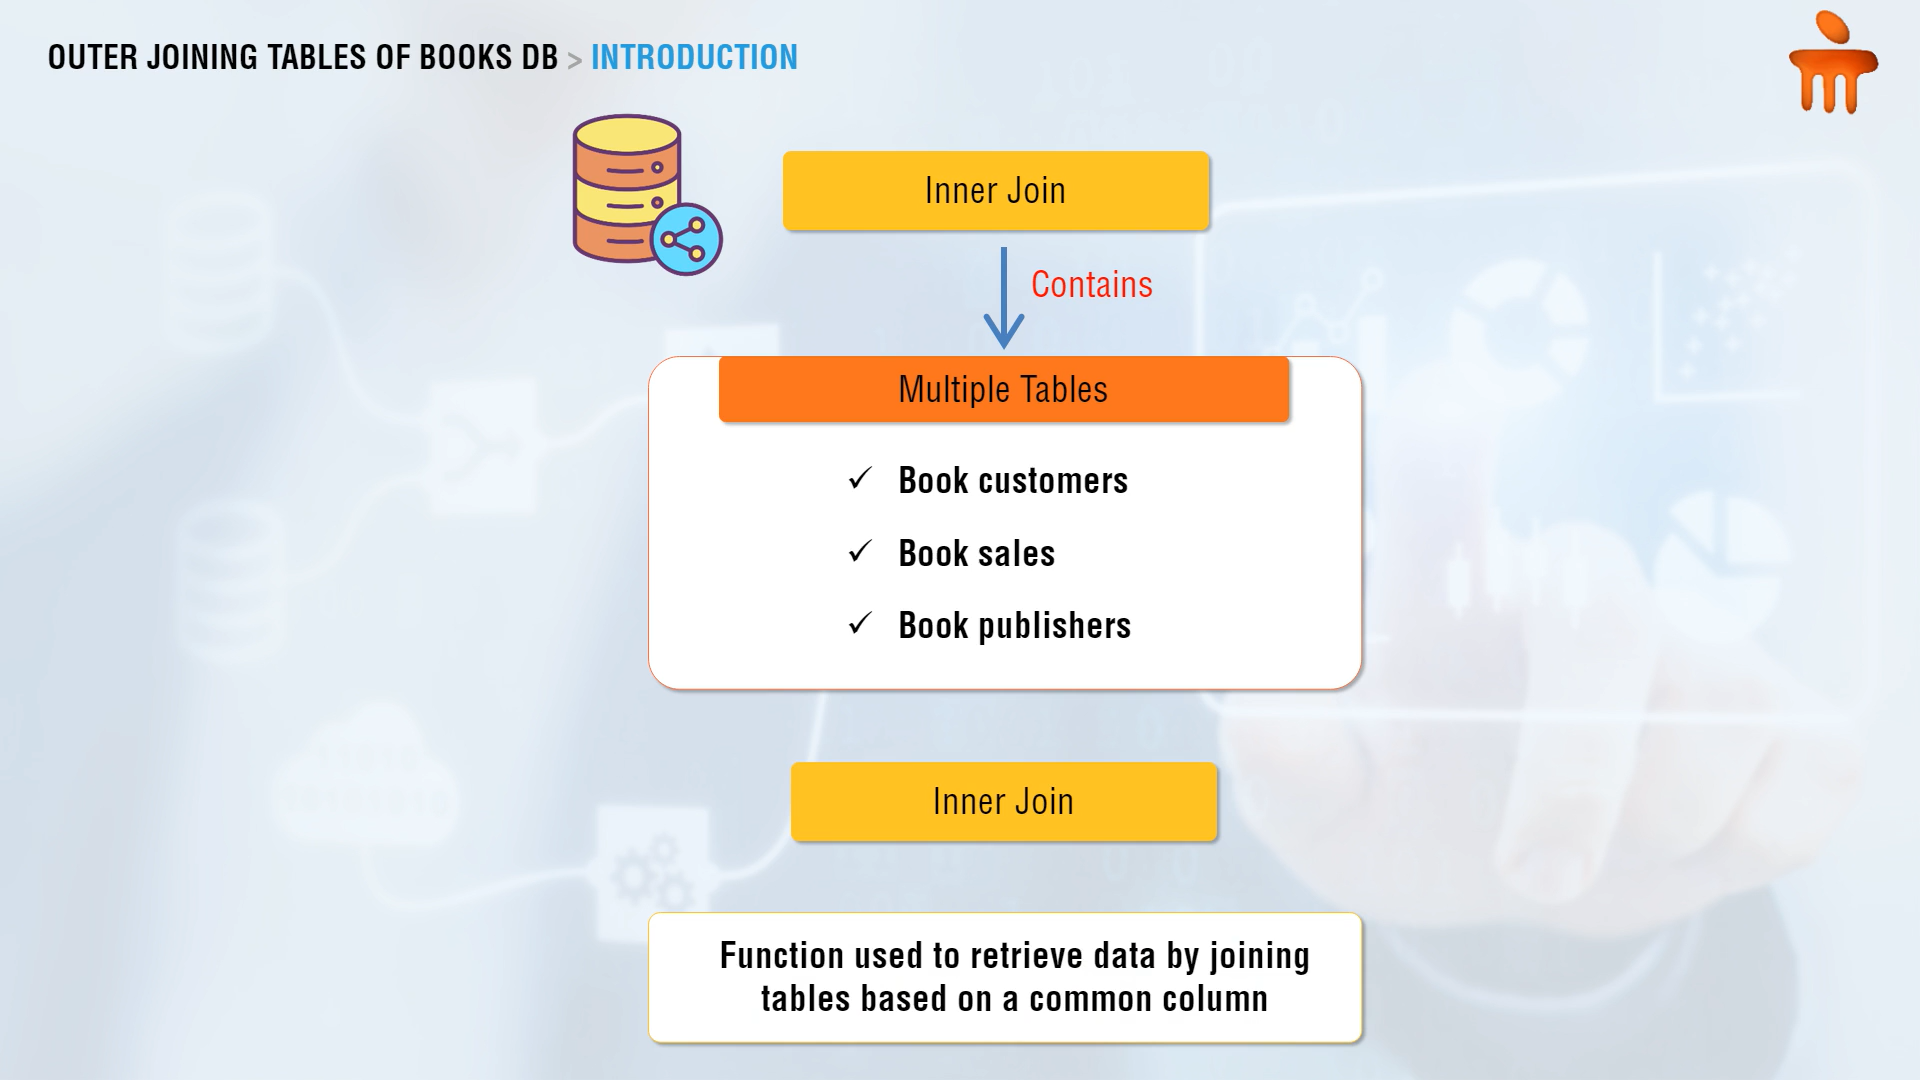 OUTER JOINING TABLES OF BOOKS DB > INTRODUCTION
Inner Join
Contains
Multiple Tables
✓ Book customers
✓ Book sales
✓ Book publishers
Inner Join
Function used to retrieve data by joining
tables based on a common column